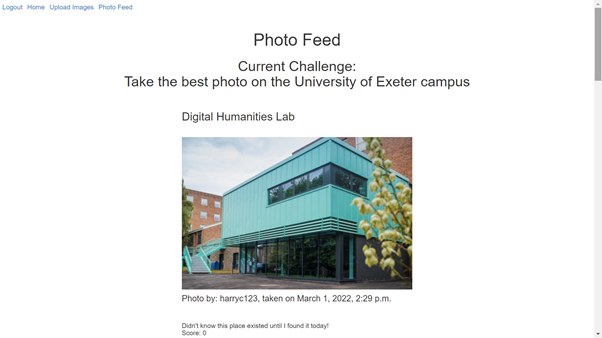 Logout Home Upload Images Photo Feed
Photo Feed
Current Challenge:
Take the best photo on the University of Exeter campus
Digital Humanities Lab
Photo by: harryc123, taken on March 1, 2022, 2:29 p.m.
Didn't know this place existed until I found it today!
Score: 0